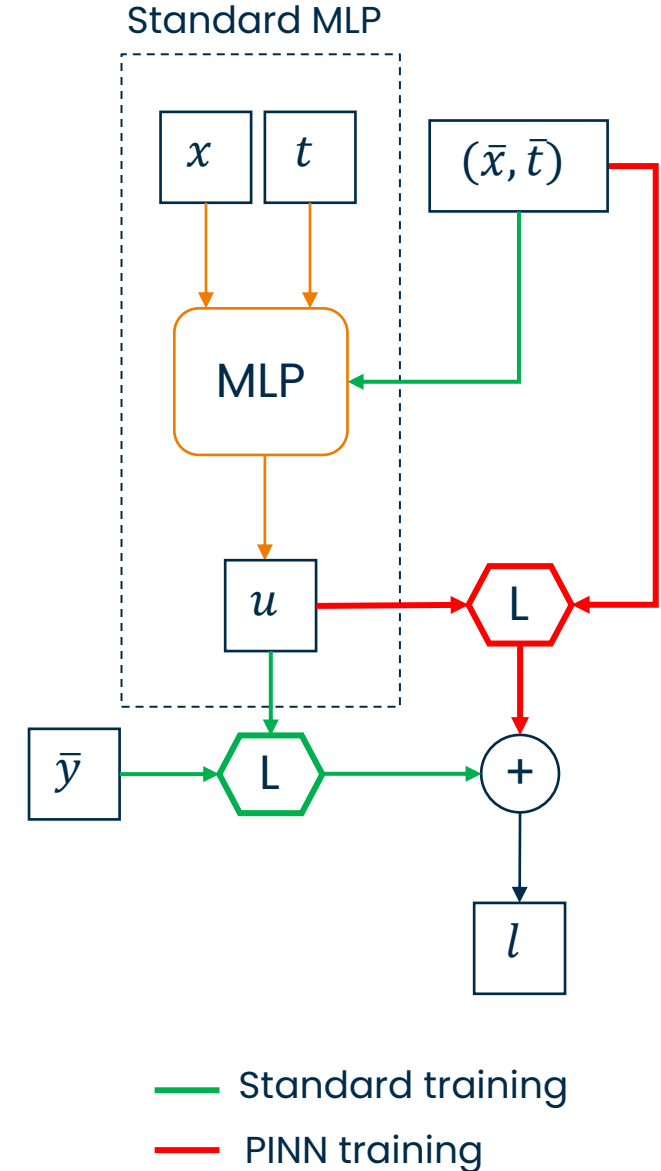 Standard MLP
x t (x̄, t̄)
MLP
u L
ȳ L +
l
Standard training
PINN training